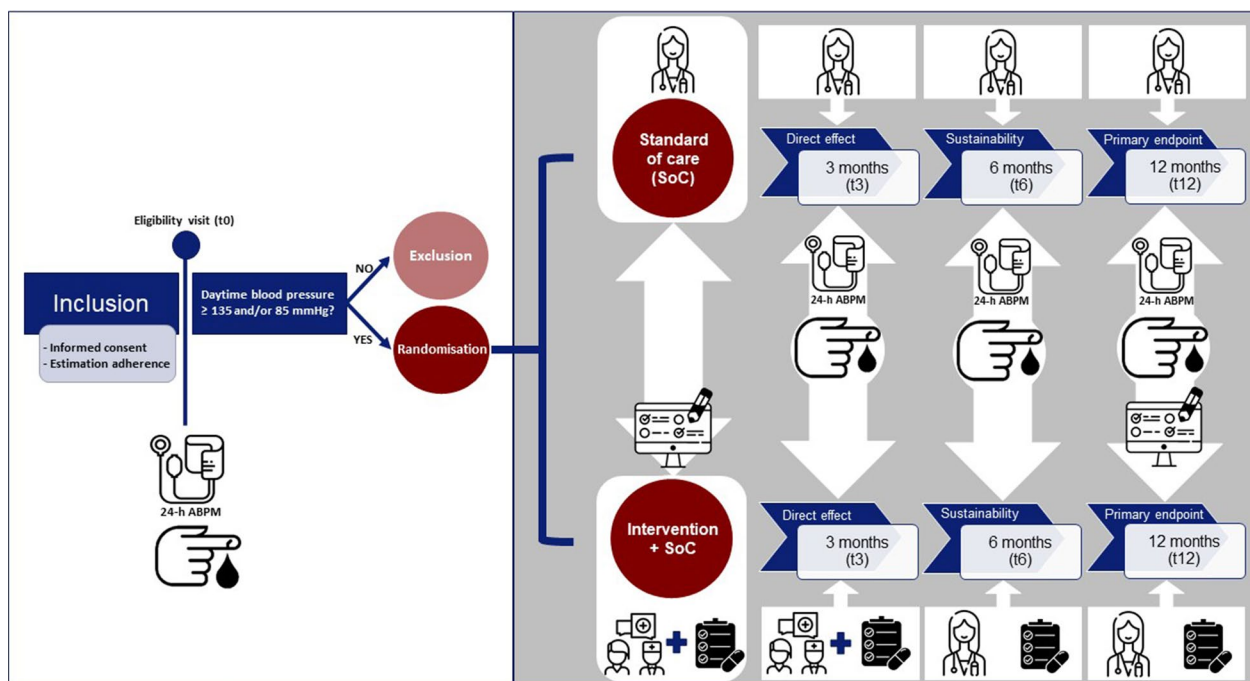 Eligibility visit (t0)
Inclusion
- Informed consent
- Estimation adherence
24-h ABPM
Daytime blood pressure
≥ 135 and/or 85 mmHg?
NO
YES
Exclusion
Randomisation
Standard
of care
(SoC)
Direct effect
3 months
(t3)
Sustainability
6 months
(t6)
Primary endpoint
12 months
(t12)
24-h ABPM
24-h ABPM
24-h ABPM
Intervention
+ SoC
Direct effect
3 months
(t3)
Sustainability
6 months
(t6)
Primary endpoint
12 months
(t12)